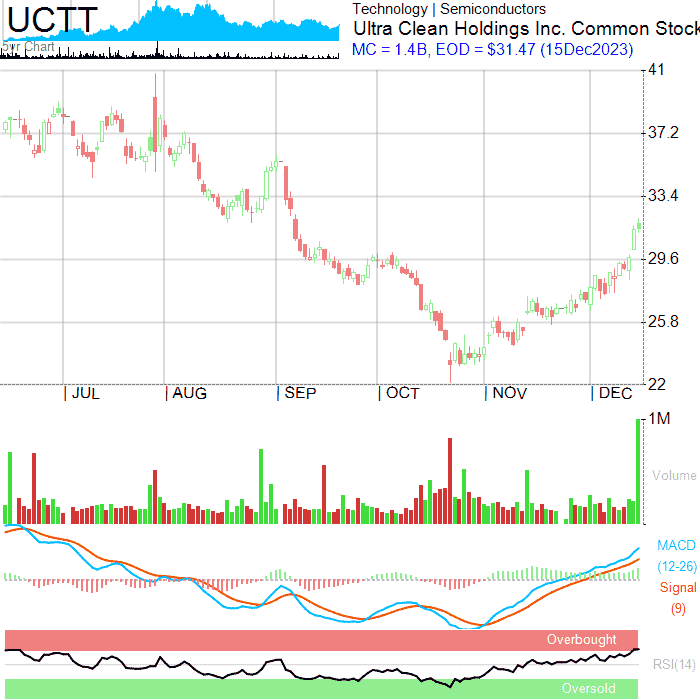 UCTT
5yr Chart
Technology | Semiconductors
Ultra Clean Holdings Inc. Common Stock
MC = 1.4B, EOD = $31.47 (15Dec2023)
41
37.2
33.4
29.6
25.8
22
| JUL | AUG | SEP | OCT | NOV | DEC
1M
Volume
MACD
(12-26)
Signal
(9)
Overbought
RSI(14)
Oversold